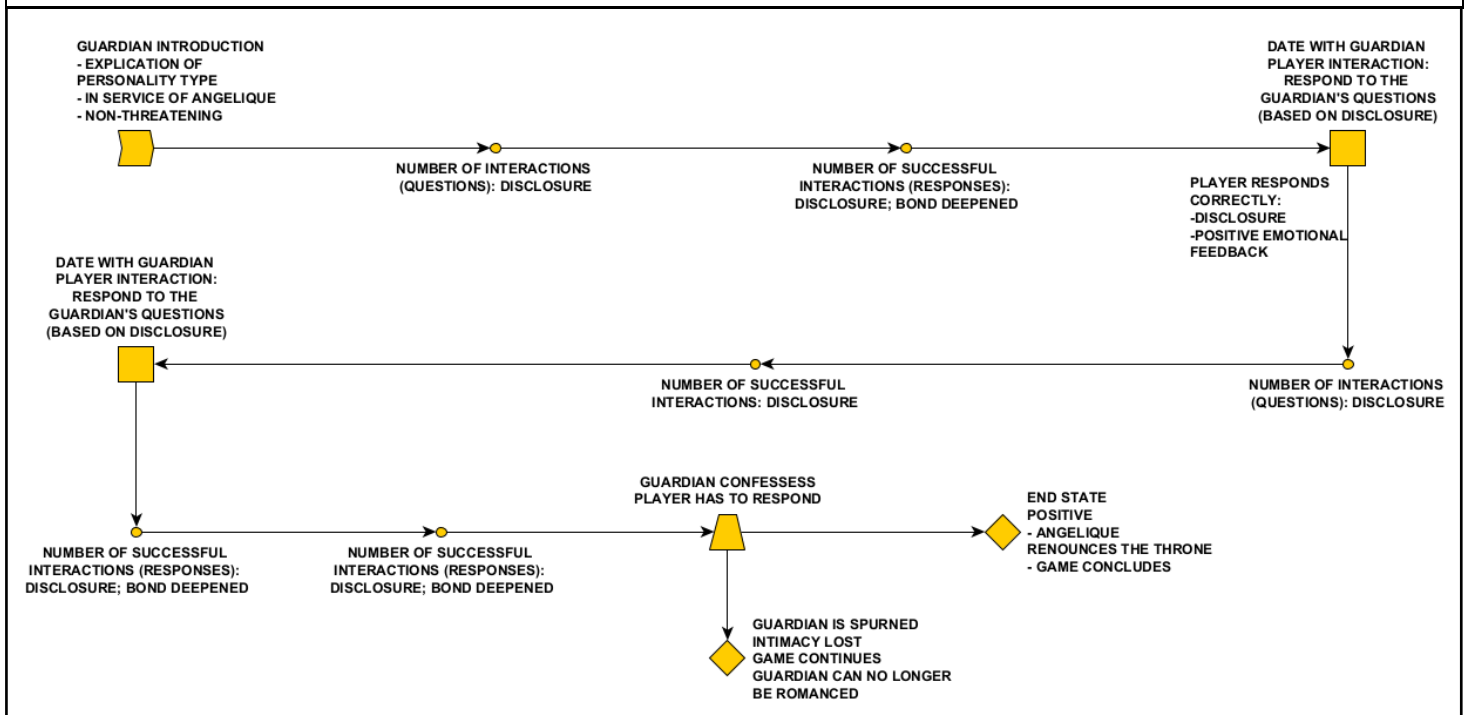 GUARDIAN INTRODUCTION
- EXPLICATION OF
PERSONALITY TYPE
- IN SERVICE OF ANGELIQUE
- NON-THREATENING
NUMBER OF INTERACTIONS
(QUESTIONS): DISCLOSURE
NUMBER OF SUCCESSFUL
INTERACTIONS (RESPONSES):
DISCLOSURE; BOND DEEPENED
DATE WITH GUARDIAN
PLAYER INTERACTION:
RESPOND TO THE
GUARDIAN'S QUESTIONS
(BASED ON DISCLOSURE)
PLAYER RESPONDS
CORRECTLY:
-DISCLOSURE
-POSITIVE EMOTIONAL
FEEDBACK
NUMBER OF INTERACTIONS
(QUESTIONS): DISCLOSURE
NUMBER OF SUCCESSFUL
INTERACTIONS: DISCLOSURE
DATE WITH GUARDIAN
PLAYER INTERACTION:
RESPOND TO THE
GUARDIAN'S QUESTIONS
(BASED ON DISCLOSURE)
NUMBER OF SUCCESSFUL
INTERACTIONS (RESPONSES):
DISCLOSURE; BOND DEEPENED
NUMBER OF SUCCESSFUL
INTERACTIONS (RESPONSES):
DISCLOSURE; BOND DEEPENED
GUARDIAN CONFESSESS
PLAYER HAS TO RESPOND
END STATE
POSITIVE
- ANGELIQUE
RENOUNCES THE THRONE
- GAME CONCLUDES
GUARDIAN IS SPURNED
INTIMACY LOST
GAME CONTINUES
GUARDIAN CAN NO LONGER
BE ROMANCED